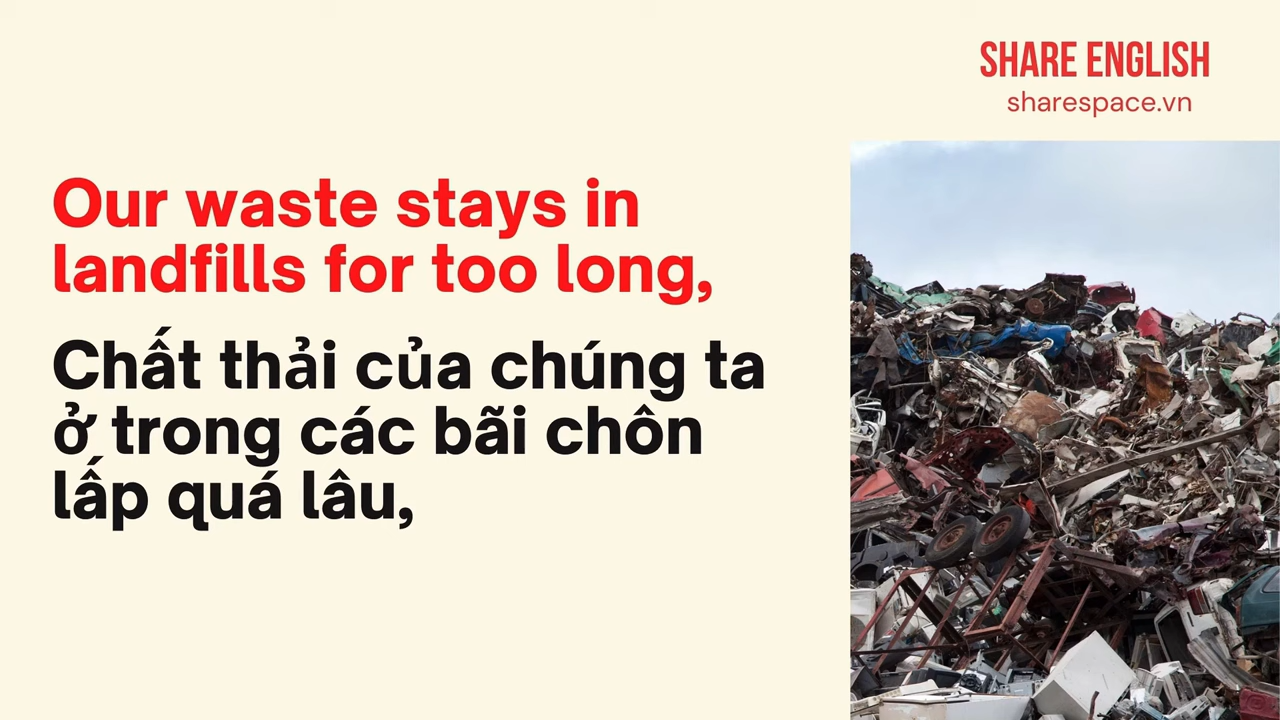 SHARE ENGLISH
sharespace.vn
Our waste stays in
landfills for too long,
Chất thải của chúng ta
ở trong các bãi chôn
lấp quá lâu,